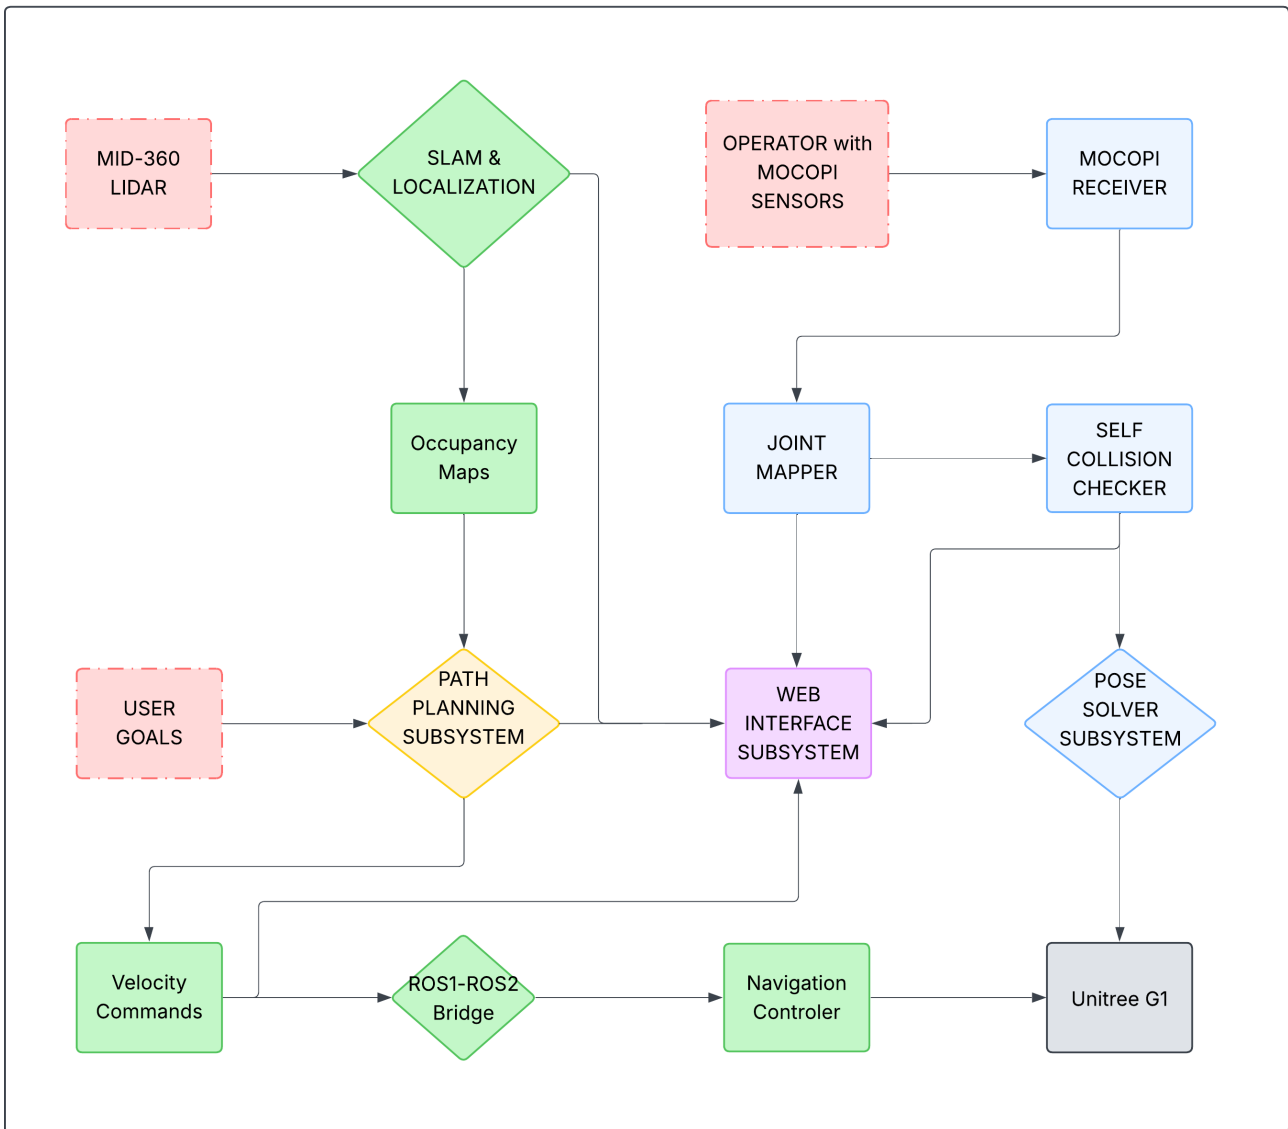 MID-360
LIDAR
SLAM &
LOCALIZATION
OPERATOR with
MOCOPI
SENSORS
MOCOPI
RECEIVER
Occupancy
Maps
JOINT
MAPPER
SELF
COLLISION
CHECKER
USER
GOALS
PATH
PLANNING
SUBSYSTEM
WEB
INTERFACE
SUBSYSTEM
POSE
SOLVER
SUBSYSTEM
Velocity
Commands
ROS1-ROS2
Bridge
Navigation
Controler
Unitree G1